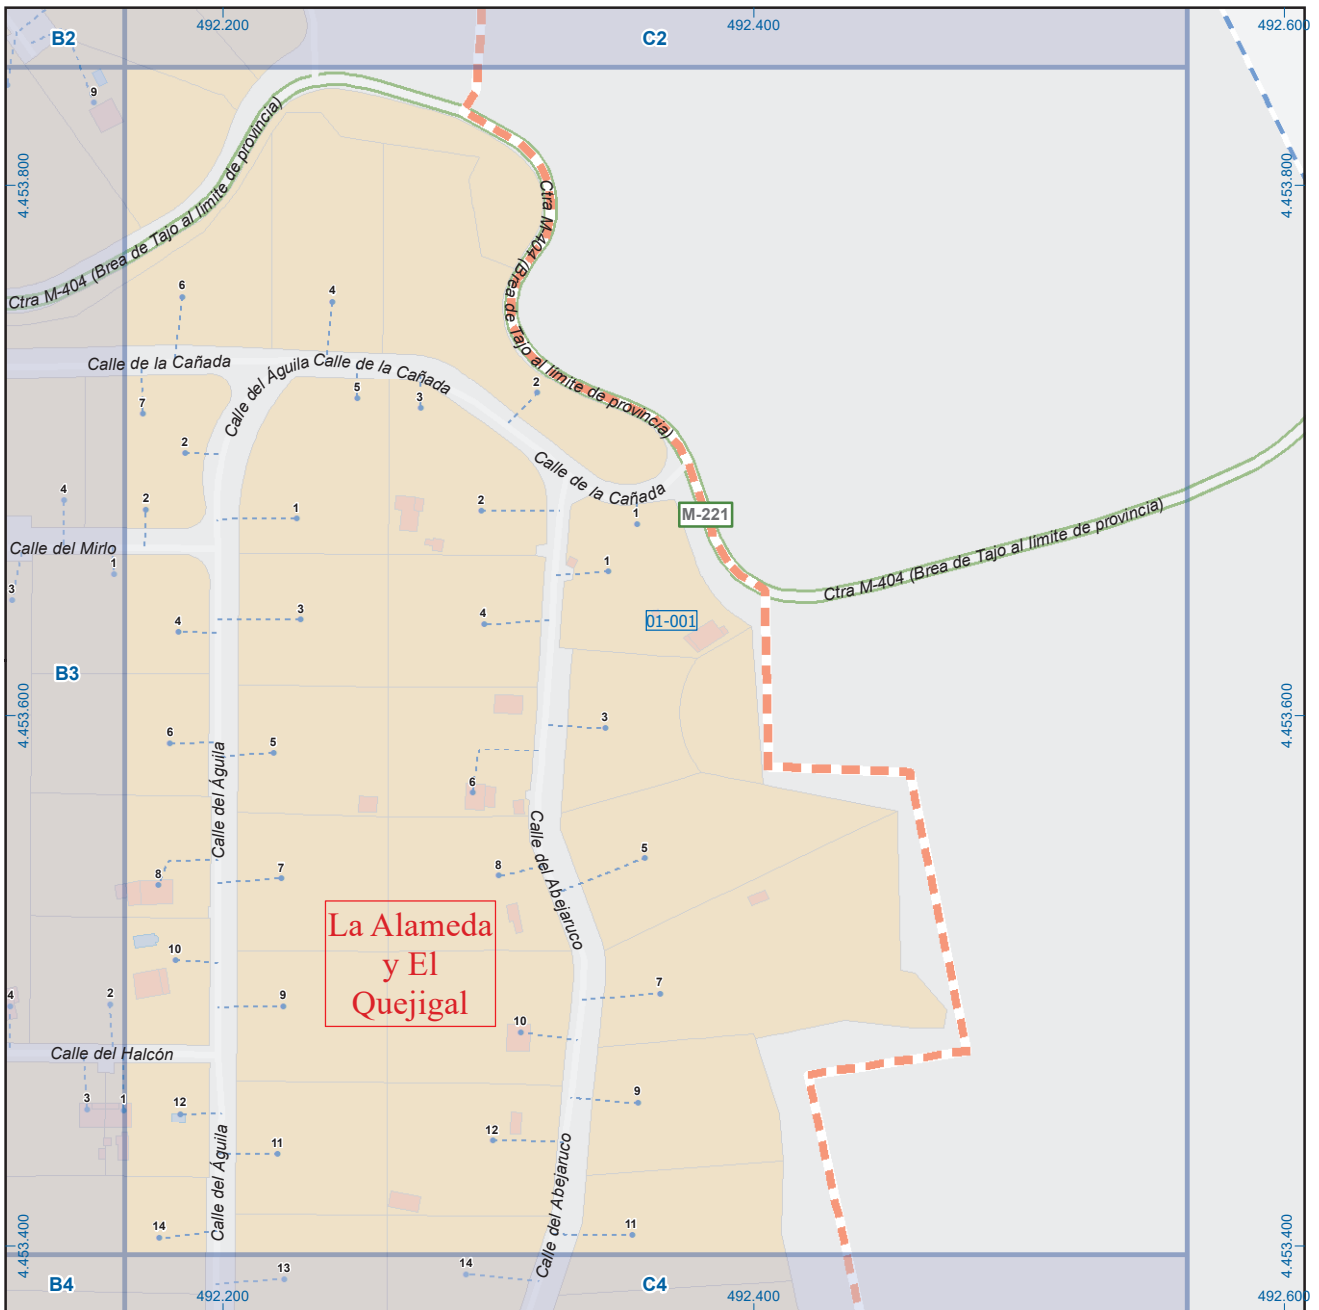 492.200
492.400
492.600
B2
C2
9
4.453.800
4.453.800
Ctra M-404 (Brea de Tajo al límite de provincia)
Ctra M-404 (Brea de Tajo al límite de provincia)
6
4
Calle de la Cañada
Calle del Águila
Calle de la Cañada
2
5
3
7
2
Calle de la Cañada
4
2
1
2
1
M-221
Ctra M-404 (Brea de Tajo al límite de provincia)
Calle del Mirlo
1
1
3
4
3
4
01-001
B3
4.453.600
4.453.600
6
5
3
6
Calle del Águila
Calle del Abejaruco
8
7
8
5
La Alameda
y El
Quejigal
10
4
2
9
7
10
Calle del Halcón
3
1
12
9
11
12
Calle del Águila
Calle del Abejaruco
14
11
4.453.400
4.453.400
13
14
B4
C4
492.200
492.400
492.600